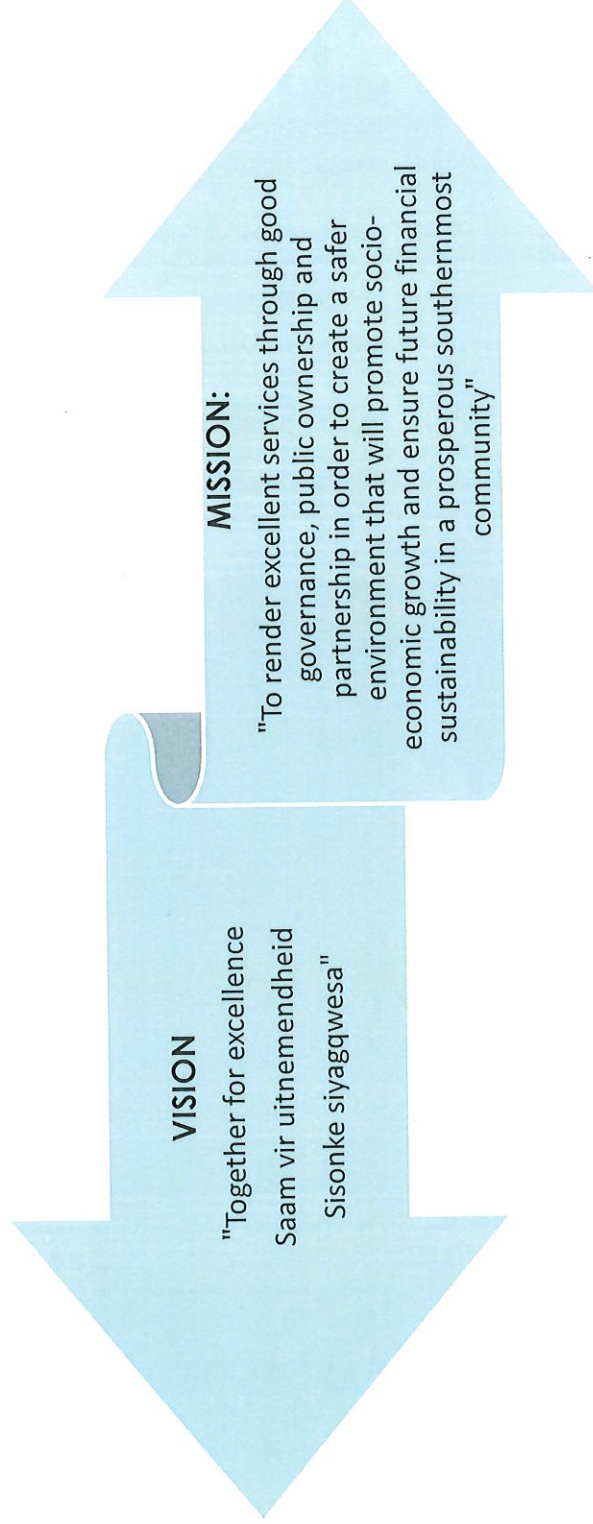 VISION
"Together for excellence
Saam vir uitnemendheid
Sisonke siyagqwesa"
MISSION:
"To render excellent services through good
governance, public ownership and
partnership in order to create a safer
environment that will promote socio-
economic growth and ensure future financial
sustainability in a prosperous southernmost
community"